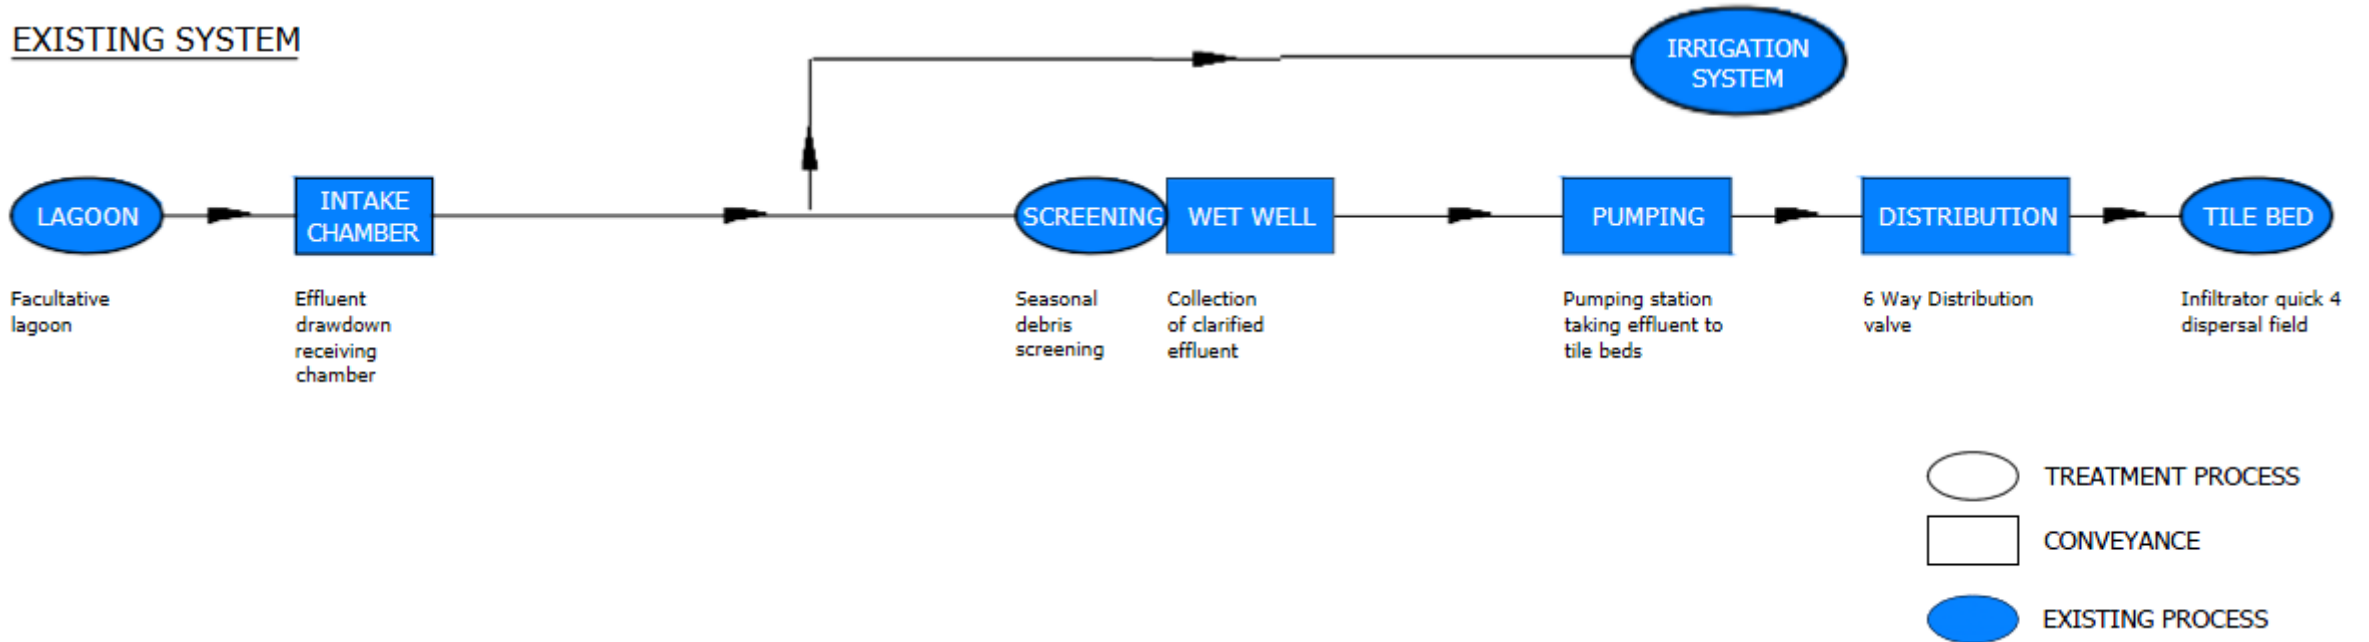 EXISTING SYSTEM
IRRIGATION
SYSTEM
LAGOON
INTAKE
CHAMBER
SCREENING
WET WELL
PUMPING
DISTRIBUTION
TILE BED
Facultative
lagoon
Effluent
drawdown
receiving
chamber
Seasonal
debris
screening
Collection
of clarified
effluent
Pumping station
taking effluent to
tile beds
6 Way Distribution
valve
Infiltrator quick 4
dispersal field
TREATMENT PROCESS
CONVEYANCE
EXISTING PROCESS